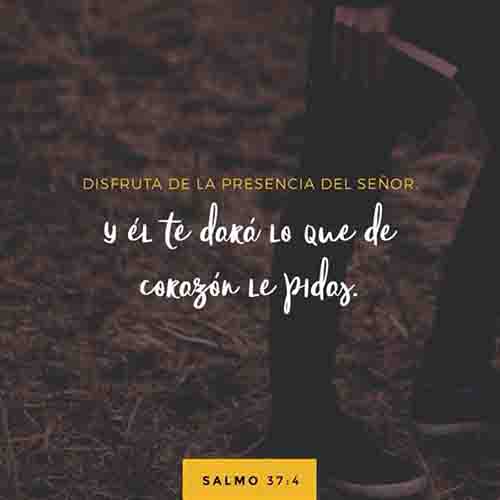 DISFRUTA DE LA PRESENCIA DEL SEÑOR.
Y ÉL te dará lo que de
corazón le pidas.
SALMO 37:4